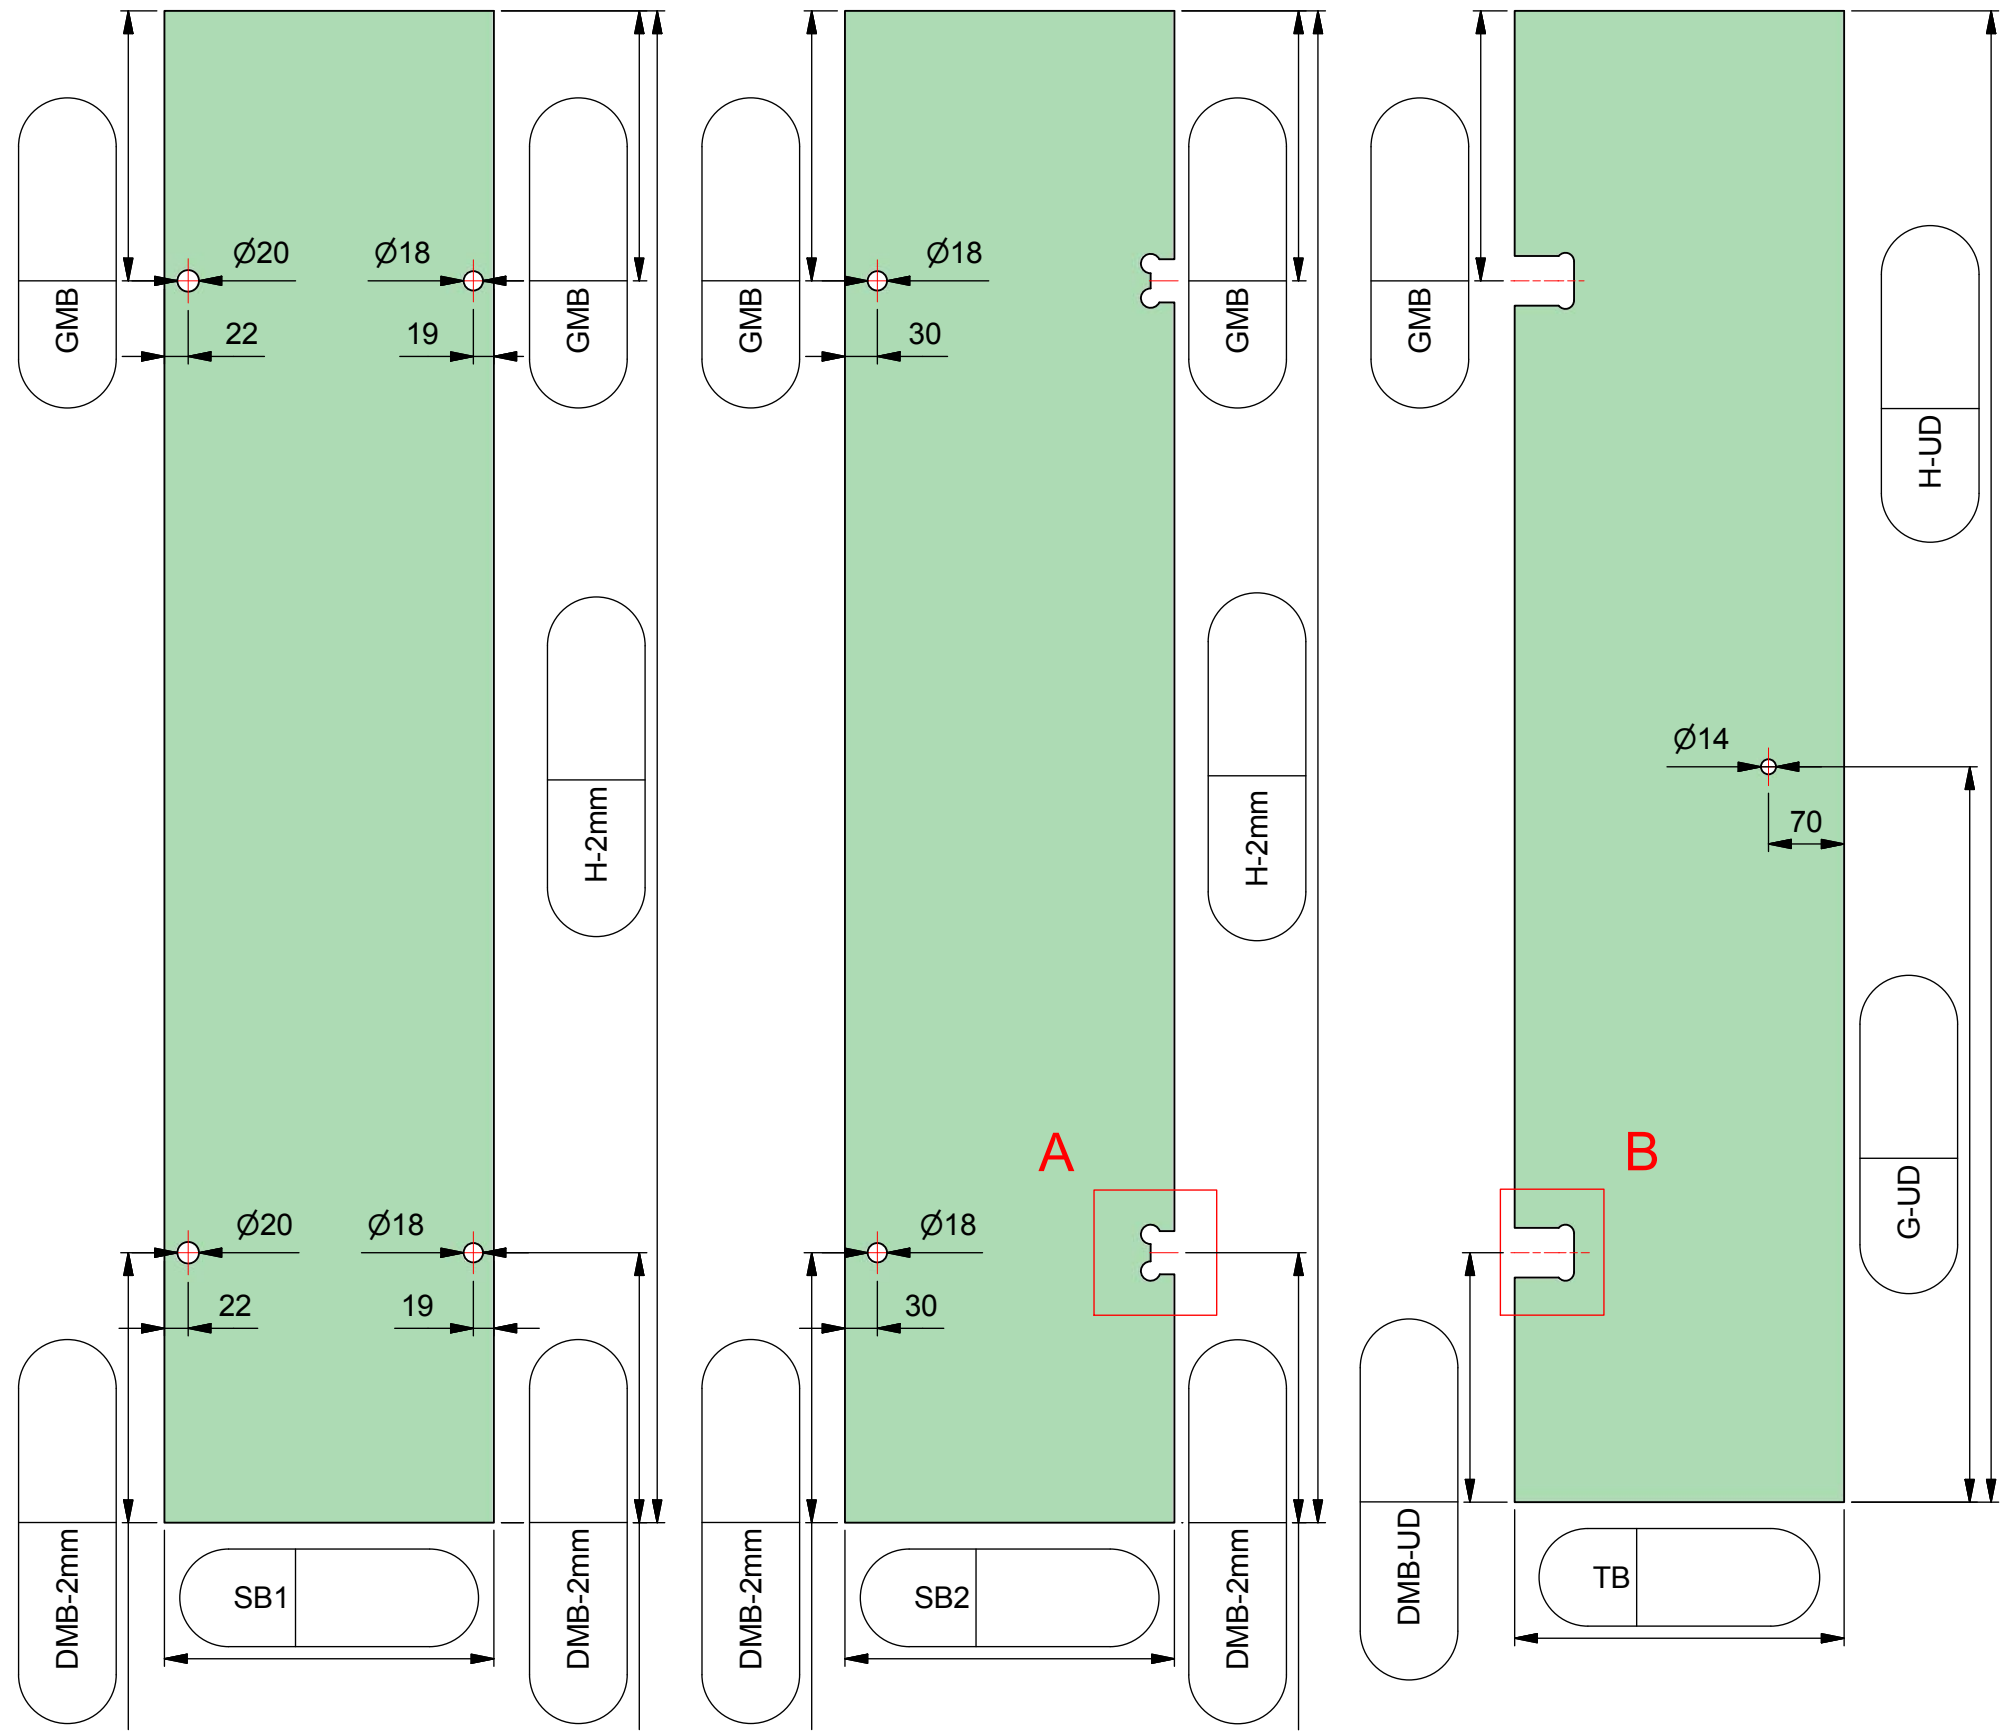 Ø20 Ø18 Ø18
GMB GMB GMB GMB GMB
22 19 30
H-UD
Ø14
70
H-2mm H-2mm
A B
G-UD
Ø20 Ø18 Ø18
22 19 30
DMB-2mm DMB-2mm DMB-2mm DMB-2mm DMB-UD
SB1 SB2 TB